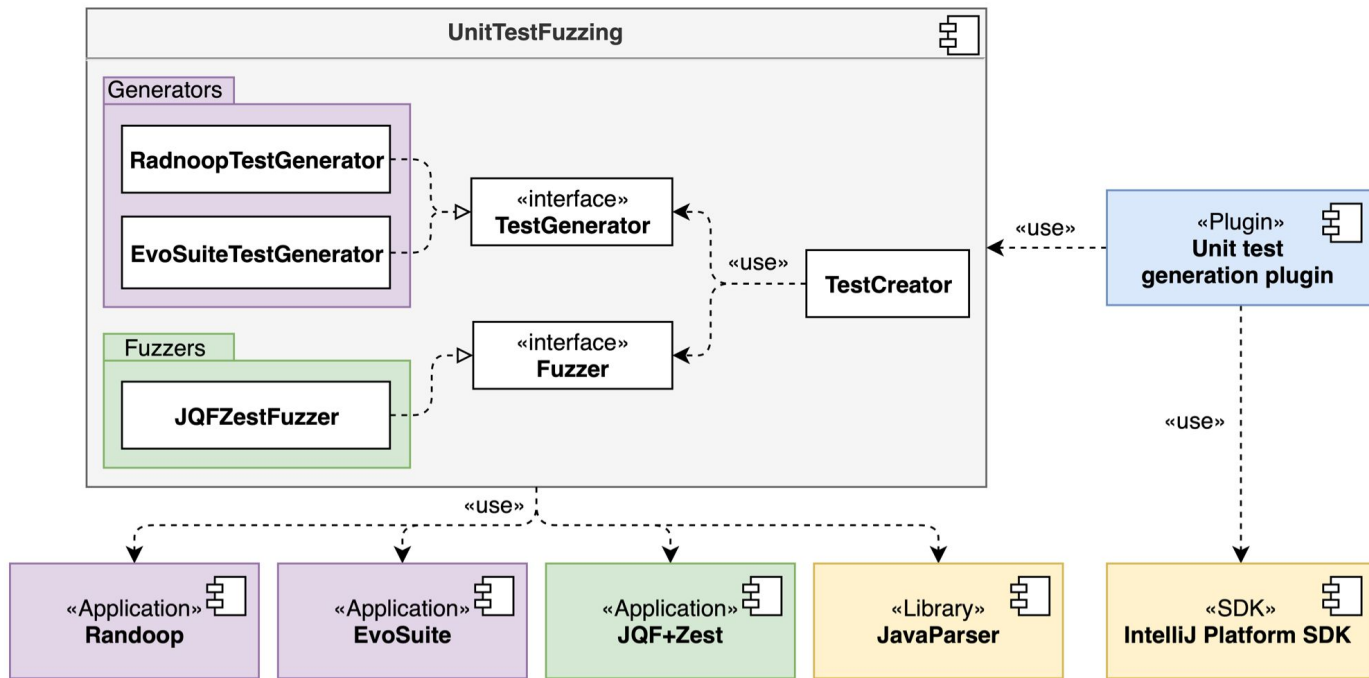 UnitTestFuzzing
Generators
RadnoopTestGenerator
EvoSuiteTestGenerator
«interface»
TestGenerator
«use»
TestCreator
«use»
«Plugin»
Unit test
generation plugin
Fuzzers
JQFZestFuzzer
«interface»
Fuzzer
«use»
«use»
«Application»
Randoop
«Application»
EvoSuite
«Application»
JQF+Zest
«Library»
JavaParser
«SDK»
IntelliJ Platform SDK